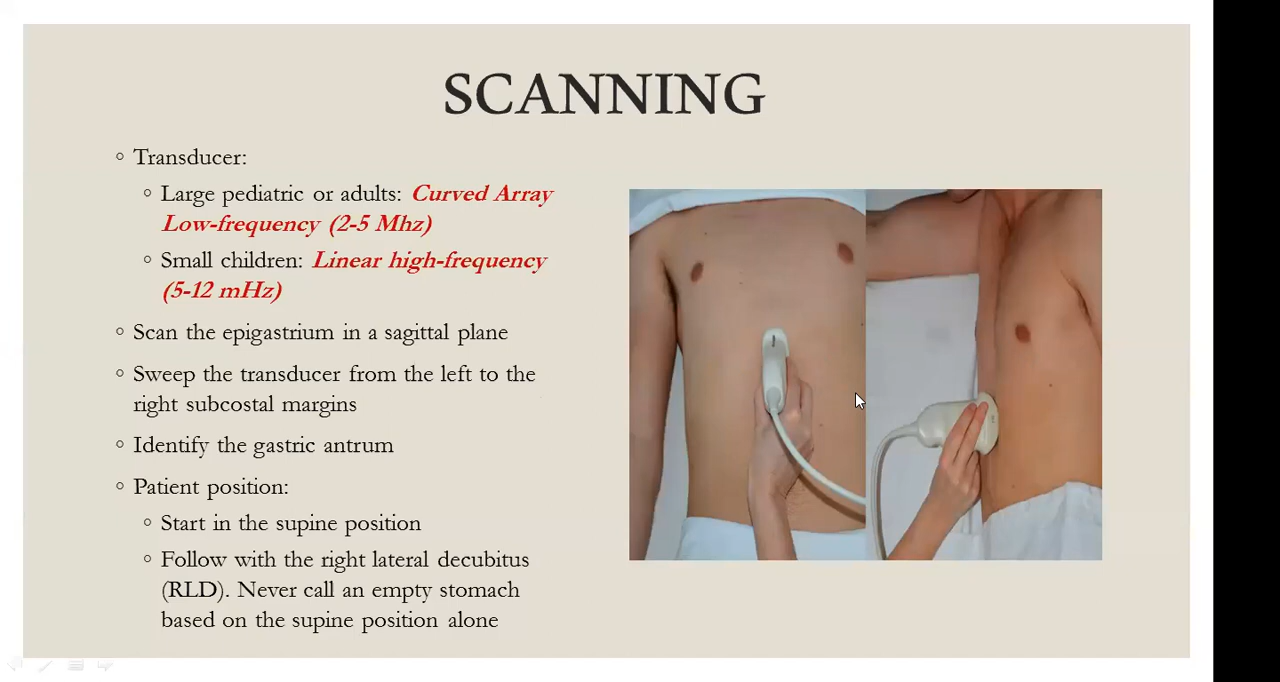 SCANNING
Transducer:
Large pediatric or adults: Curved Array
Low-frequency (2-5 Mhz)
Small children: Linear high-frequency
(5-12 mHz)
Scan the epigastrium in a sagittal plane
Sweep the transducer from the left to the
right subcostal margins
Identify the gastric antrum
Patient position:
Start in the supine position
Follow with the right lateral decubitus
(RLD). Never call an empty stomach
based on the supine position alone